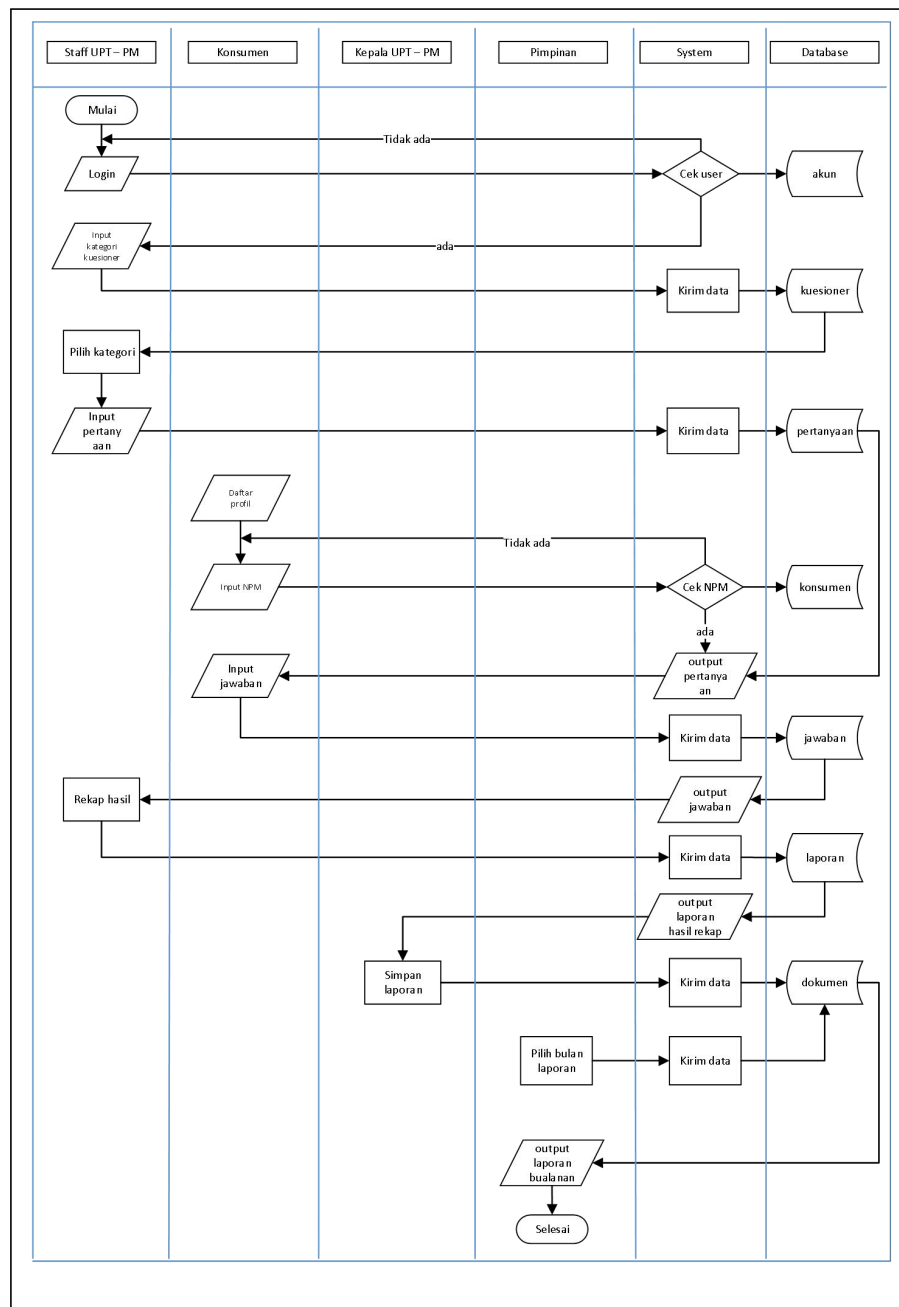 Staff UPT – PM
Konsumen
Kepala UPT – PM
Pimpinan
System
Database
Mulai
Tidak ada
Login
Cek user
akun
Input
kategori
kuesioner
ada
Kirim data
kuesioner
Pilih kategori
Input
pertany
aan
Kirim data
pertanyaan
Daftar
profil
Tidak ada
Input NPM
Cek NPM
konsumen
ada
Input
jawaban
output
pertanya
an
Kirim data
jawaban
Rekap hasil
output
jawaban
Kirim data
laporan
output
laporan
hasil rekap
Simpan
laporan
Kirim data
dokumen
Pilih bulan
laporan
Kirim data
output
laporan
bualanan
Selesai